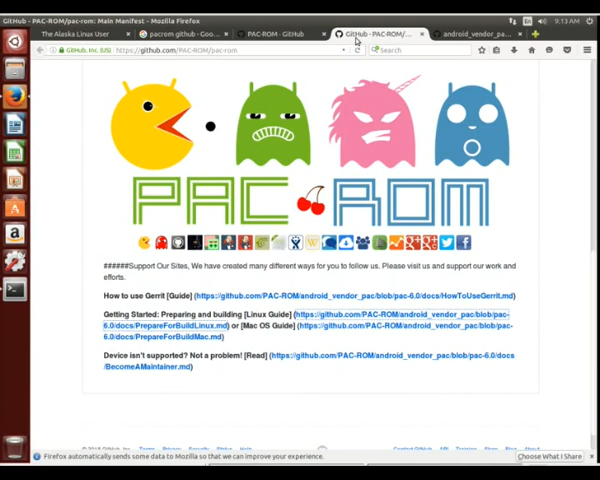 GitHub - PAC-ROM/pac-rom: Main Manifest - Mozilla Firefox
En
9:13 AM
The Alaska Linux User
pacrom github - Goo...
PAC-ROM · GitHub
GitHub - PAC-ROM/...
android_vendor_pa...
GitHub, Inc. (US)
https://github.com/PAC-ROM/pac-rom
Search
PAC ROM
######Support Our Sites, We have created many different ways for you to follow us. Please visit us and support our work and
efforts.
How to use Gerrit [Guide] (https://github.com/PAC-ROM/android_vendor_pac/blob/pac-6.0/docs/HowToUseGerrit.md)
Getting Started: Preparing and building [Linux Guide] (https://github.com/PAC-ROM/android_vendor_pac/blob/pac-
6.0/docs/PrepareForBuildLinux.md) or [Mac OS Guide] (https://github.com/PAC-ROM/android_vendor_pac/blob/pac-
6.0/docs/PrepareForBuildMac.md)
Device isn't supported? Not a problem! [Read] (https://github.com/PAC-ROM/android_vendor_pac/blob/pac-6.0/docs
/BecomeAMaintainer.md)
Firefox automatically sends some data to Mozilla so that we can improve your experience.
Choose What I Share